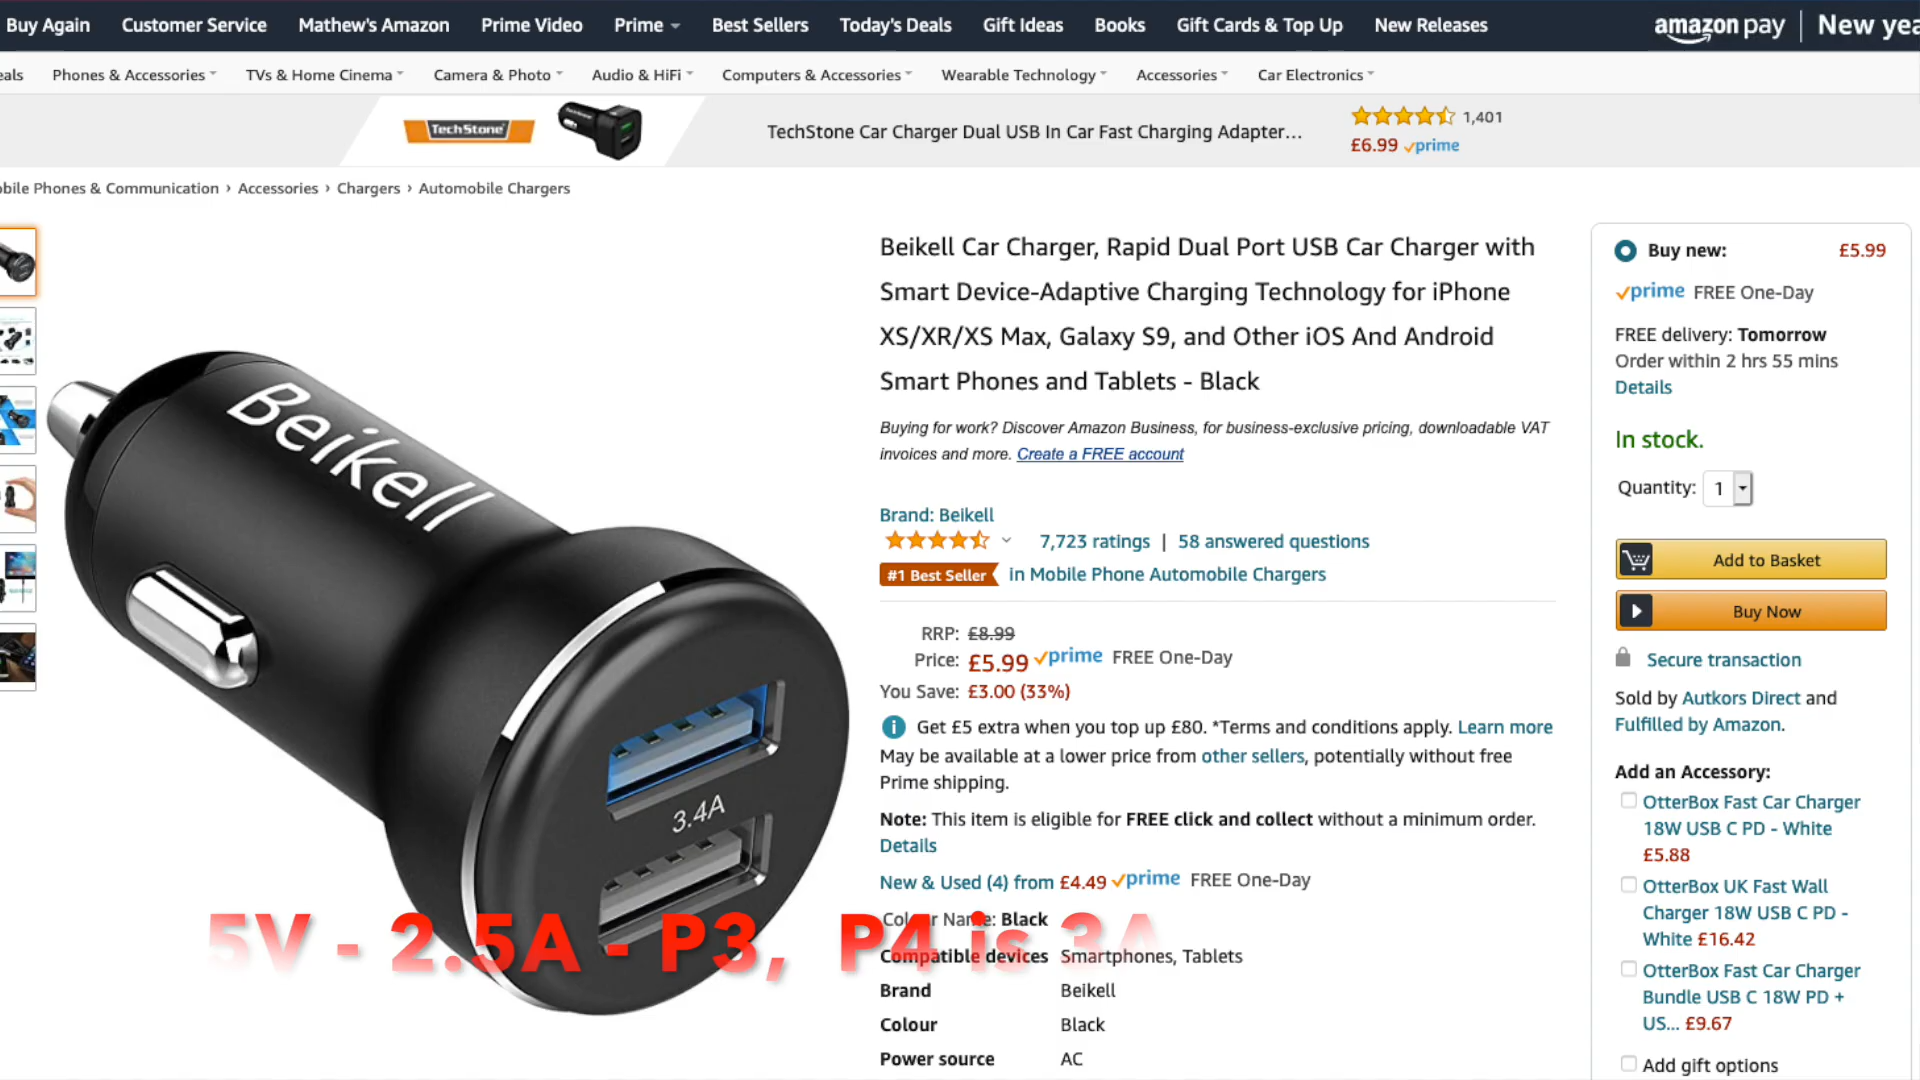 Buy Again Customer Service Mathew's Amazon Prime Video Prime Best Sellers Today's Deals Gift Ideas Books Gift Cards & Top Up New Releases amazon pay New yea
eals Phones & Accessories TVs & Home Cinema Camera & Photo Audio & HiFi Computers & Accessories Wearable Technology Accessories Car Electronics
TechStone
TechStone Car Charger Dual USB In Car Fast Charging Adapter…
1,401
£6.99 prime
obile Phones & Communication › Accessories › Chargers › Automobile Chargers
Beikell
3.4A
Beikell Car Charger, Rapid Dual Port USB Car Charger with
Smart Device-Adaptive Charging Technology for iPhone
XS/XR/XS Max, Galaxy S9, and Other iOS And Android
Smart Phones and Tablets - Black
Buying for work? Discover Amazon Business, for business-exclusive pricing, downloadable VAT
invoices and more. Create a FREE account
Brand: Beikell
7,723 ratings | 58 answered questions
#1 Best Seller in Mobile Phone Automobile Chargers
RRP: £8.99
Price: £5.99 prime FREE One-Day
You Save: £3.00 (33%)
Get £5 extra when you top up £80. *Terms and conditions apply. Learn more
May be available at a lower price from other sellers, potentially without free
Prime shipping.
Note: This item is eligible for FREE click and collect without a minimum order.
Details
New & Used (4) from £4.49 prime FREE One-Day
Colour Name: Black
5V - 2.5A - P3, P4 is 3A
Compatible devices Smartphones, Tablets
Brand Beikell
Colour Black
Power source AC
Buy new: £5.99
prime FREE One-Day
FREE delivery: Tomorrow
Order within 2 hrs 55 mins
Details
In stock.
Quantity: 1
Add to Basket
Buy Now
Secure transaction
Sold by Autkors Direct and
Fulfilled by Amazon.
Add an Accessory:
OtterBox Fast Car Charger
18W USB C PD - White
£5.88
OtterBox UK Fast Wall
Charger 18W USB C PD -
White £16.42
OtterBox Fast Car Charger
Bundle USB C 18W PD +
US... £9.67
Add gift options